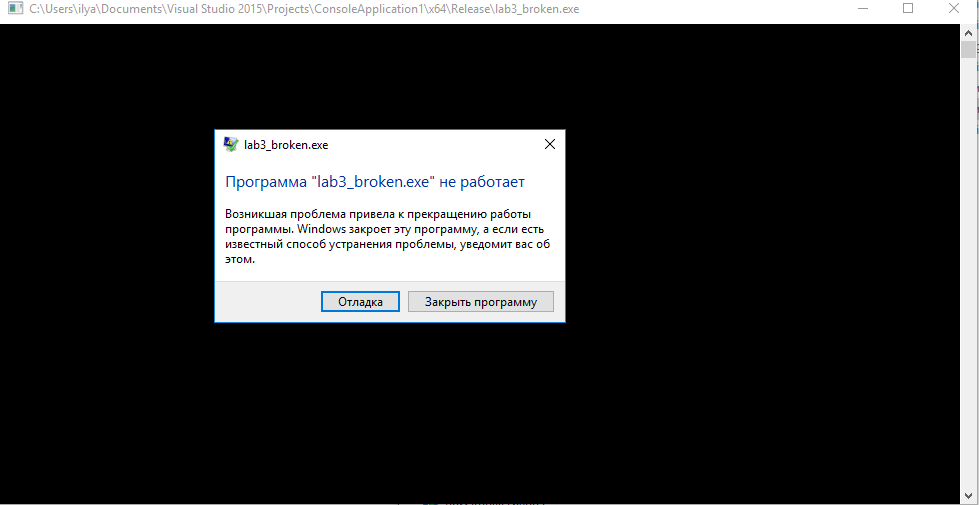 C:\Users\ilya\Documents\Visual Studio 2015\Projects\ConsoleApplication1\x64\Release\lab3_broken.exe
lab3_broken.exe
Программа "lab3_broken.exe" не работает
Возникшая проблема привела к прекращению работы
программы. Windows закроет эту программу, а если есть
известный способ устранения проблемы, уведомит вас об
этом.
Отладка
Закрыть программу